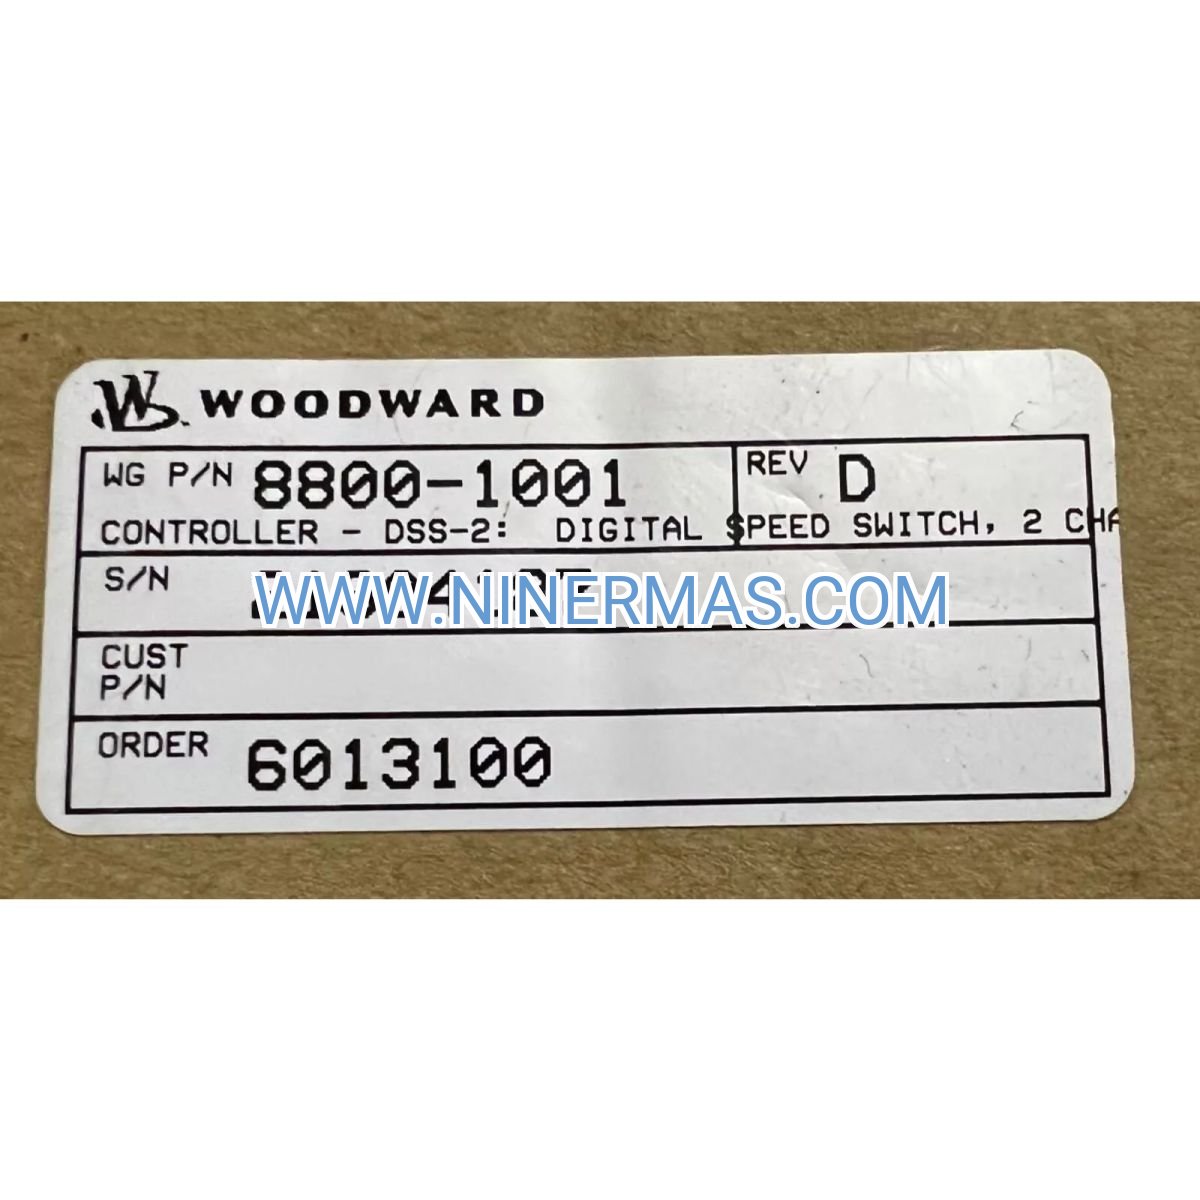 WOODWARD
WG P/N 8800-1001 REV D
CONTROLLER - DSS-2: DIGITAL SPEED SWITCH, 2 CHA
S/N
WWW.NINERMAS.COM
CUST
P/N
ORDER 6013100